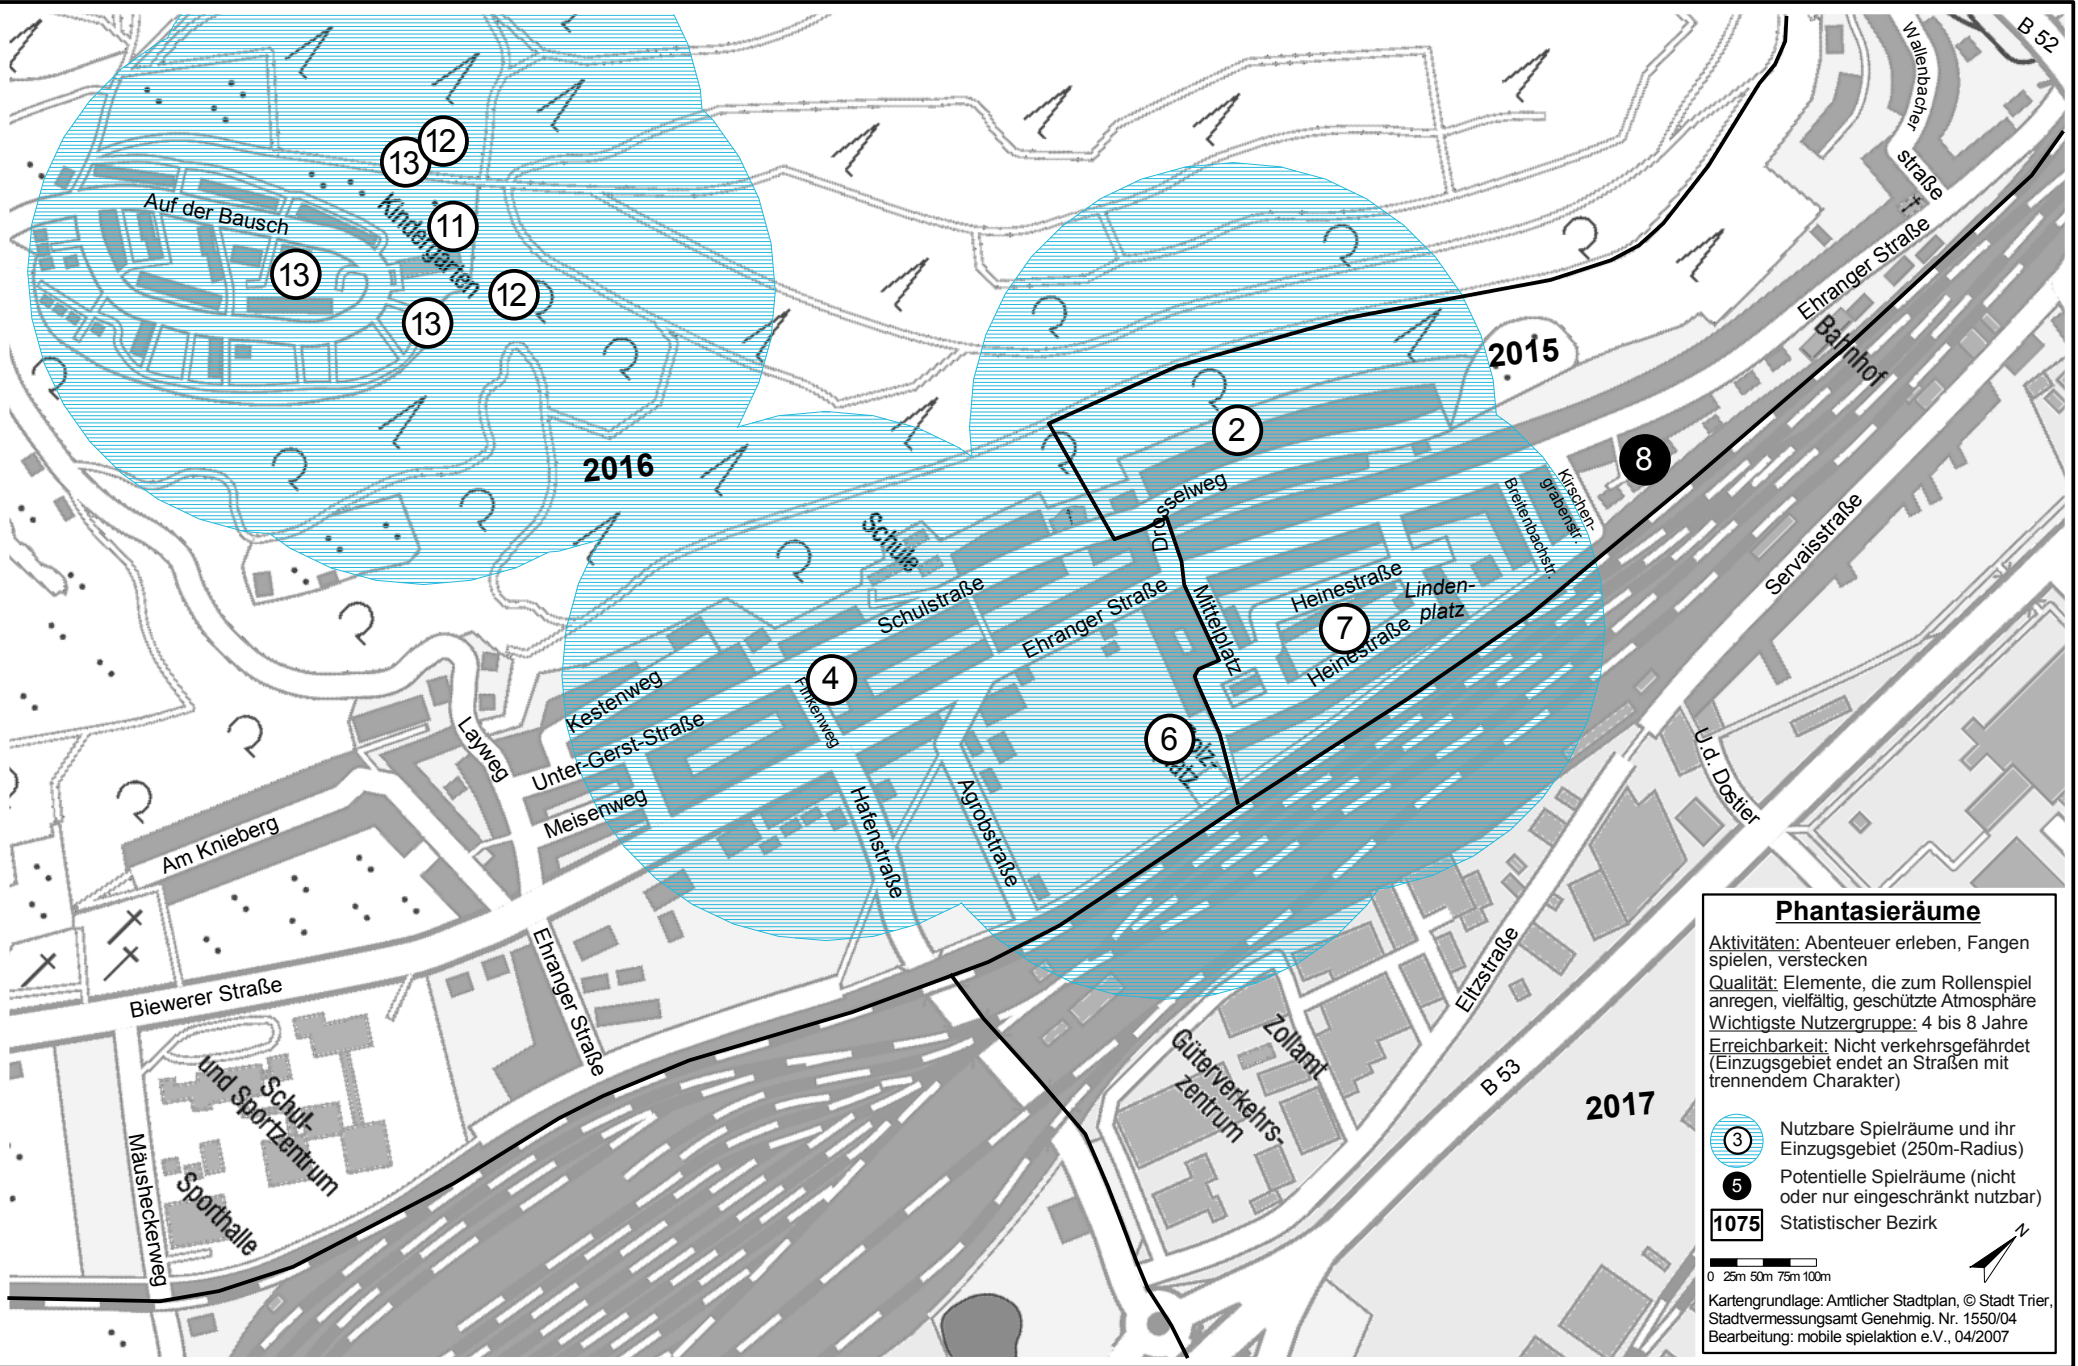 B 52
Wallenbacher
straße
12
13
Auf der Bausch
Kindergarten
11
13
12
13
Ehranger Straße
Bahnhof
2015
2
8
2016
Drosselweg
Kirschen-
grabenstr.
Breitenbachstr.
Schule
Servaisstraße
Schulstraße
Ehranger Straße
Heinestraße
Linden-
platz
Mittelplatz
7
Heinestraße
4
Finkenweg
Kestenweg
Unter-Gerst-Straße
Layweg
6
Meisenweg
Hafenstraße
Agrobstraße
U.d. Dostier
Am Knieberg
Biewerer Straße
Ehranger Straße
Eltzstraße
Zollamt
Güterverkehrs-
zentrum
B 53
2017
Schul-
und Sportzentrum
Sporthalle
Mäusheckerweg
Phantasieräume
Aktivitäten: Abenteuer erleben, Fangen
spielen, verstecken
Qualität: Elemente, die zum Rollenspiel
anregen, vielfältig, geschützte Atmosphäre
Wichtigste Nutzergruppe: 4 bis 8 Jahre
Erreichbarkeit: Nicht verkehrsgefährdet
(Einzugsgebiet endet an Straßen mit
trennendem Charakter)
3
Nutzbare Spielräume und ihr
Einzugsgebiet (250m-Radius)
5
Potentielle Spielräume (nicht
oder nur eingeschränkt nutzbar)
1075
Statistischer Bezirk
N
0 25m 50m 75m 100m
Kartengrundlage: Amtlicher Stadtplan, © Stadt Trier,
Stadtvermessungsamt Genehmig. Nr. 1550/04
Bearbeitung: mobile spielaktion e.V., 04/2007